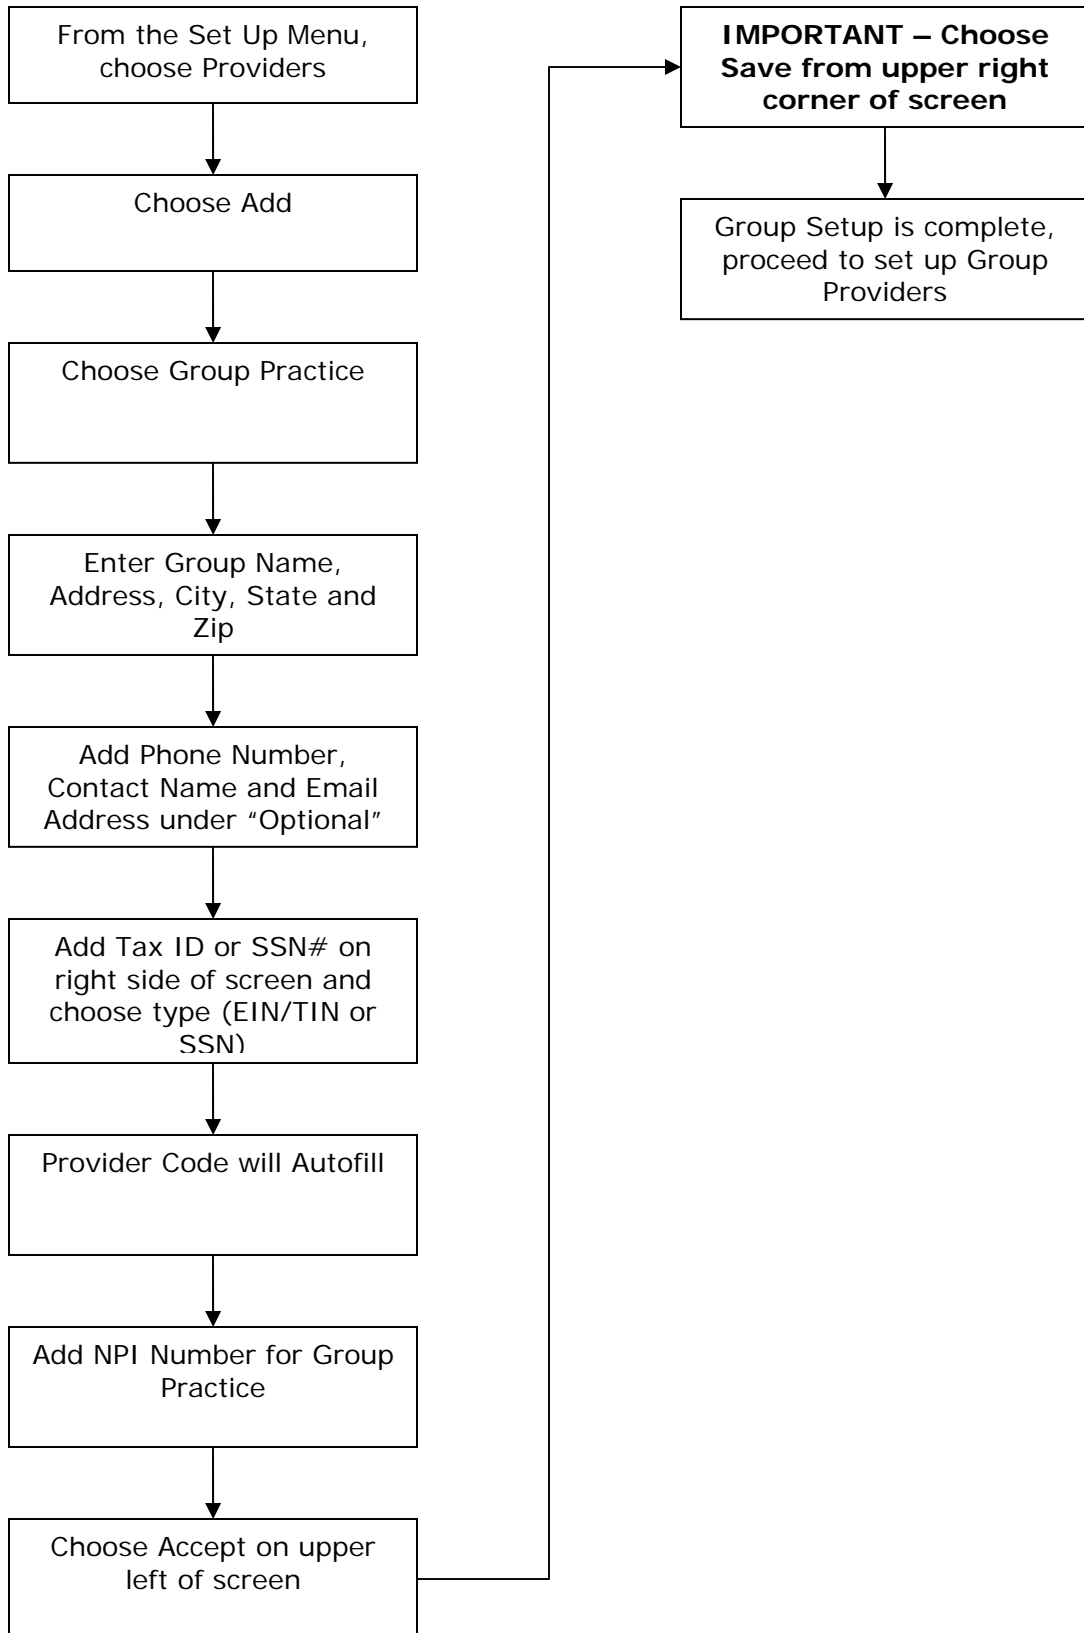 From the Set Up Menu,
choose Providers
Choose Add
Choose Group Practice
Enter Group Name,
Address, City, State and
Zip
Add Phone Number,
Contact Name and Email
Address under “Optional”
Add Tax ID or SSN# on
right side of screen and
choose type (EIN/TIN or
SSN)
Provider Code will Autofill
Add NPI Number for Group
Practice
Choose Accept on upper
left of screen
IMPORTANT – Choose
Save from upper right
corner of screen
Group Setup is complete,
proceed to set up Group
Providers